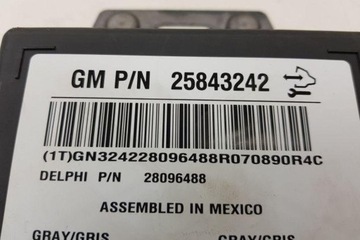 GM P/N 25843242
(1T)GN324228096488R070890R4C
DELPHI P/N 28096488
ASSEMBLED IN MEXICO
GRAY/GRIS GRAY/GRIS